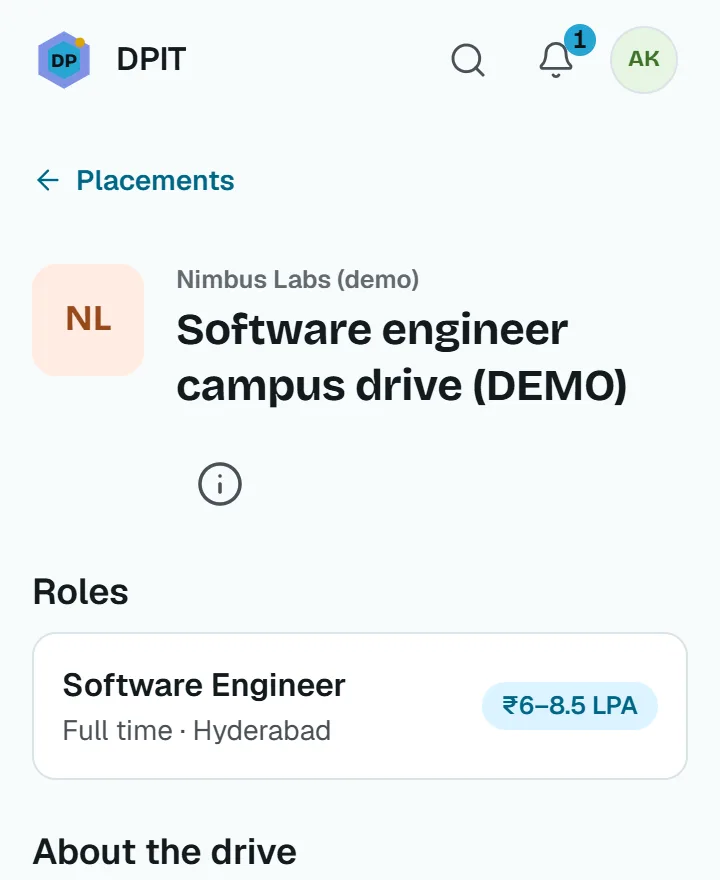 DP
DPIT
1
AK
Placements
NL
Nimbus Labs (demo)
Software engineer
campus drive (DEMO)
Roles
Software Engineer
₹6–8.5 LPA
Full time · Hyderabad
About the drive